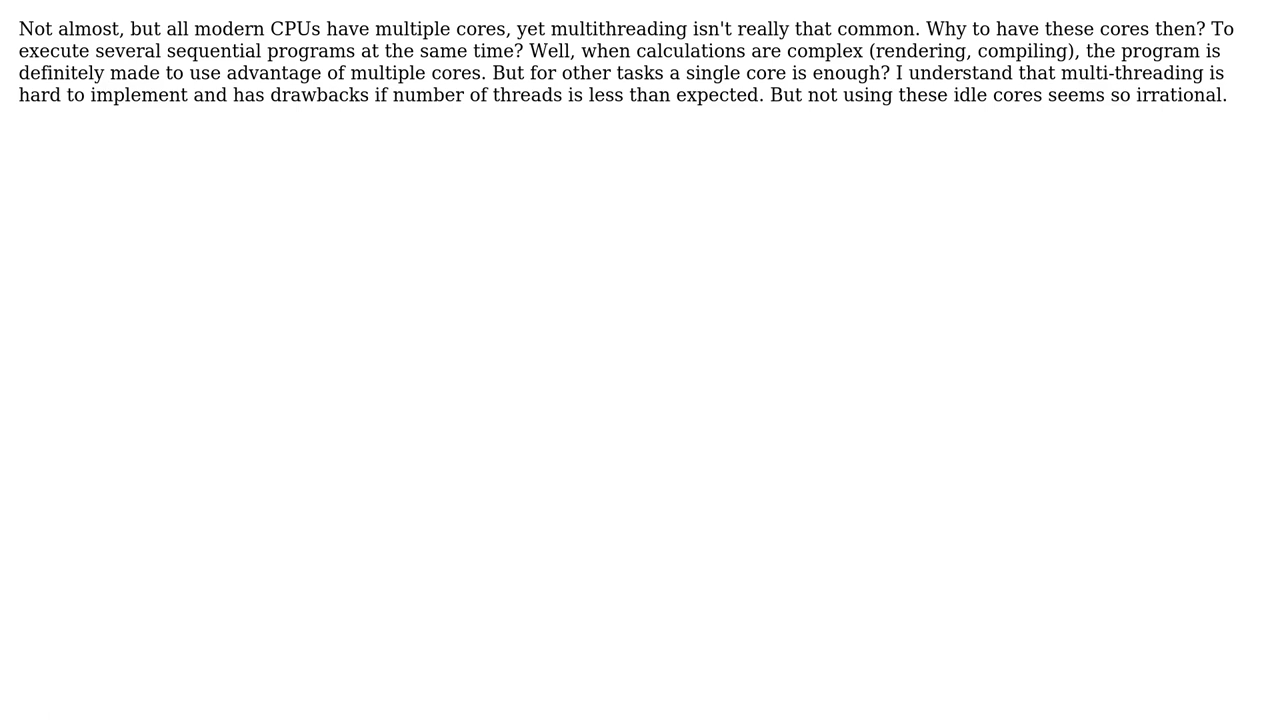 Not almost, but all modern CPUs have multiple cores, yet multithreading isn't really that common. Why to have these cores then? To
execute several sequential programs at the same time? Well, when calculations are complex (rendering, compiling), the program is
definitely made to use advantage of multiple cores. But for other tasks a single core is enough? I understand that multi-threading is
hard to implement and has drawbacks if number of threads is less than expected. But not using these idle cores seems so irrational.